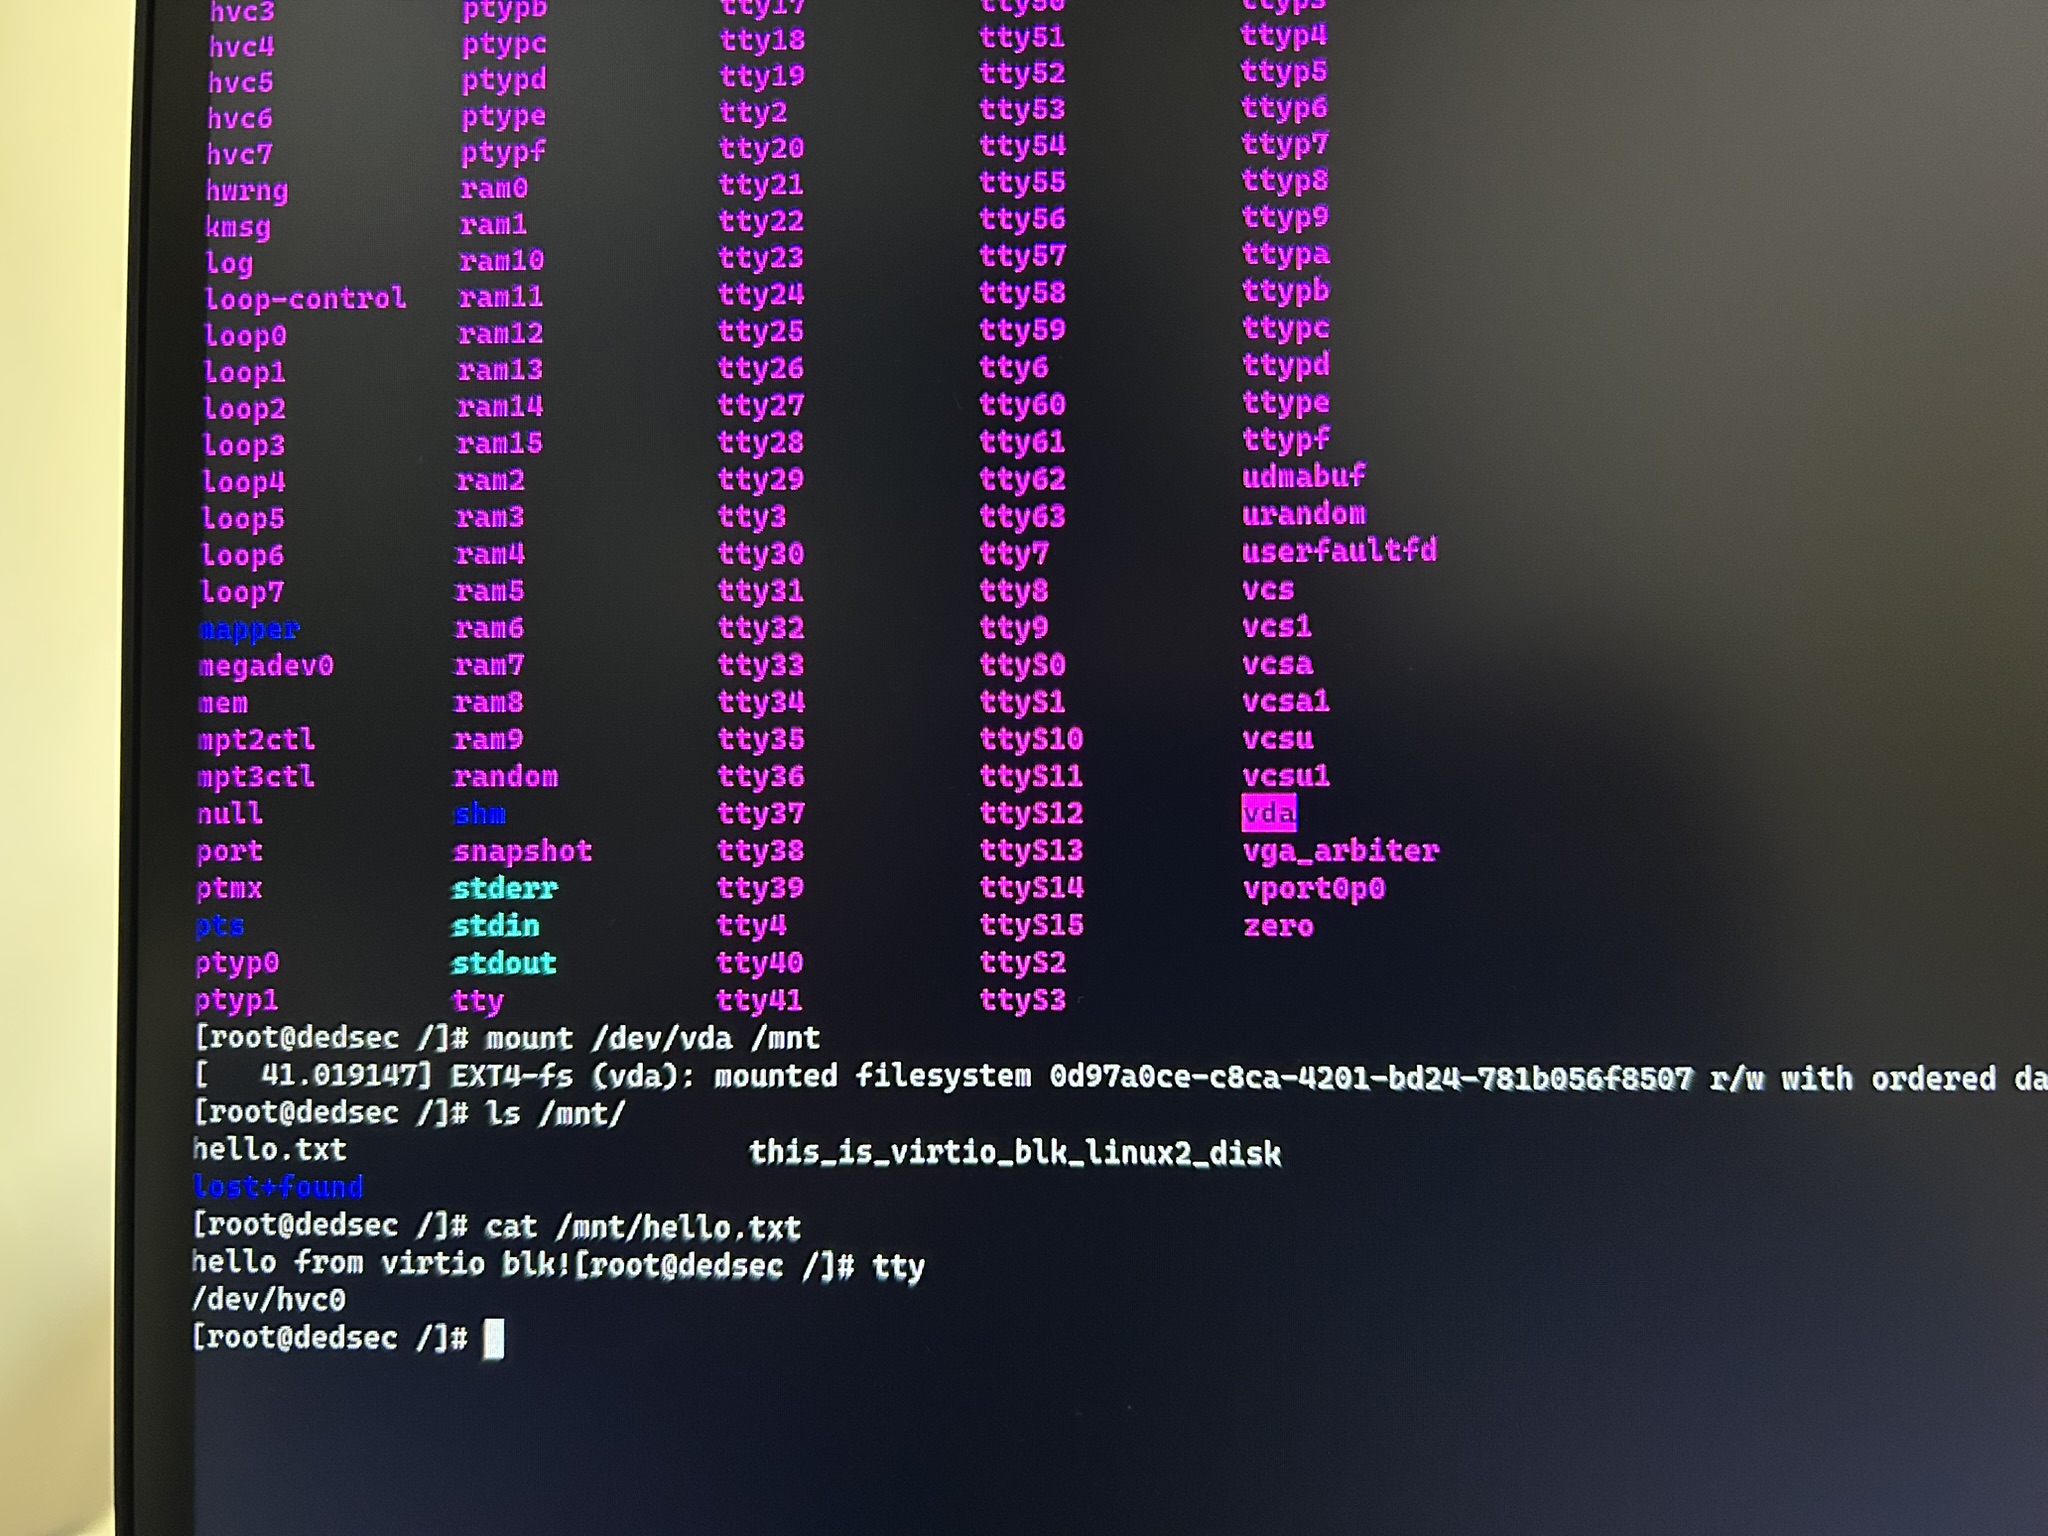 hvc3 ptypb tty17 tty50 ttyp3
hvc4 ptypc tty18 tty51 ttyp4
hvc5 ptypd tty19 tty52 ttyp5
hvc6 ptype tty2 tty53 ttyp6
hvc7 ptypf tty20 tty54 ttyp7
hwrng ram0 tty21 tty55 ttyp8
kmsg ram1 tty22 tty56 ttyp9
log ram10 tty23 tty57 ttypa
loop-control ram11 tty24 tty58 ttypb
loop0 ram12 tty25 tty59 ttypc
loop1 ram13 tty26 tty6 ttypd
loop2 ram14 tty27 tty60 ttype
loop3 ram15 tty28 tty61 ttypf
loop4 ram2 tty29 tty62 udmabuf
loop5 ram3 tty3 tty63 urandom
loop6 ram4 tty30 tty7 userfaultfd
loop7 ram5 tty31 tty8 vcs
mapper ram6 tty32 tty9 vcs1
megadev0 ram7 tty33 ttyS0 vcsa
mem ram8 tty34 ttyS1 vcsa1
mpt2ctl ram9 tty35 ttyS10 vcsu
mpt3ctl random tty36 ttyS11 vcsu1
null shm tty37 ttyS12 vda
port snapshot tty38 ttyS13 vga_arbiter
ptmx stderr tty39 ttyS14 vport0p0
pts stdin tty4 ttyS15 zero
ptyp0 stdout tty40 ttyS2
ptyp1 tty tty41 ttyS3
[root@dedsec /]# mount /dev/vda /mnt
[   41.019147] EXT4-fs (vda): mounted filesystem 0d97a0ce-c8ca-4201-bd24-781b056f8507 r/w with ordered da
[root@dedsec /]# ls /mnt/
hello.txt this_is_virtio_blk_linux2_disk
lost+found
[root@dedsec /]# cat /mnt/hello.txt
hello from virtio blk![root@dedsec /]# tty
/dev/hvc0
[root@dedsec /]#